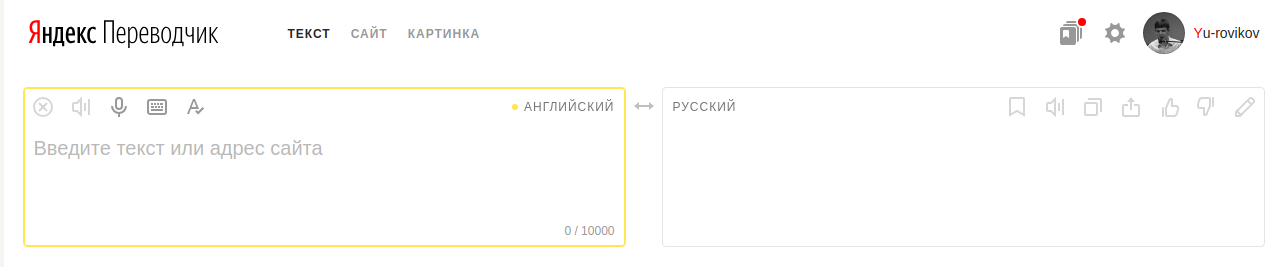 Яндекс Переводчик ТЕКСТ САЙТ КАРТИНКА Yu-rovikov
АНГЛИЙСКИЙ РУССКИЙ
Введите текст или адрес сайта
0 / 10000